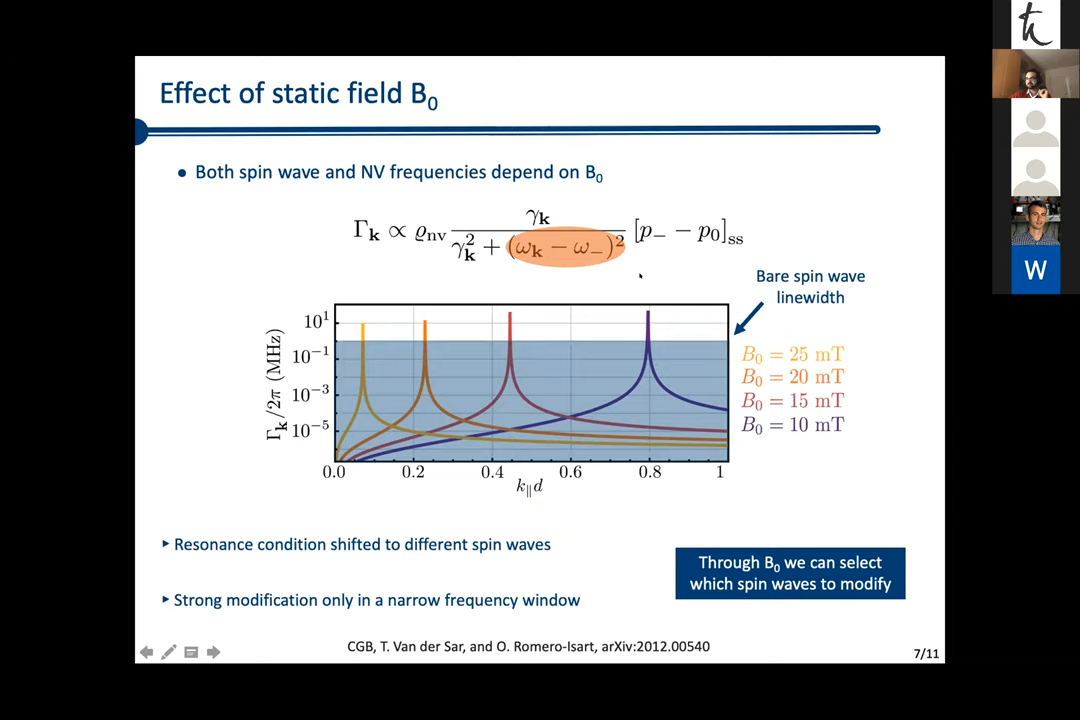 Effect of static field B₀
• Both spin wave and NV frequencies depend on B₀
Γₖ ∝ ϱₙᵥ γₖ / (γₖ² + (ωₖ − ω₋)²) [p₋ − p₀]ₛₛ
Bare spin wave
linewidth
Γₖ/2π (MHz)
10¹
10⁻¹
10⁻³
10⁻⁵
0.0 0.2 0.4 0.6 0.8 1
k∥d
B₀ = 25 mT
B₀ = 20 mT
B₀ = 15 mT
B₀ = 10 mT
▸ Resonance condition shifted to different spin waves
▸ Strong modification only in a narrow frequency window
Through B₀ we can select
which spin waves to modify
CGB, T. Van der Sar, and O. Romero-Isart, arXiv:2012.00540
7/11
W